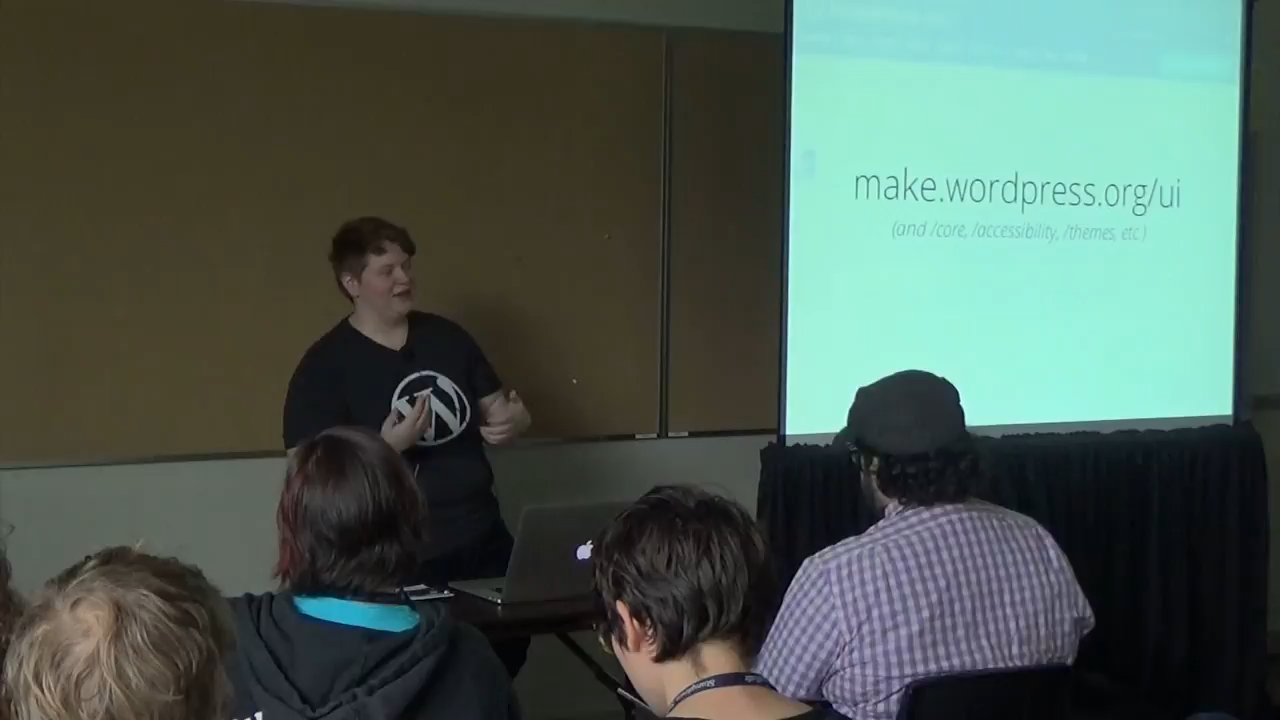 make.wordpress.org/ui
(and /core, /accessibility, /themes, etc.)